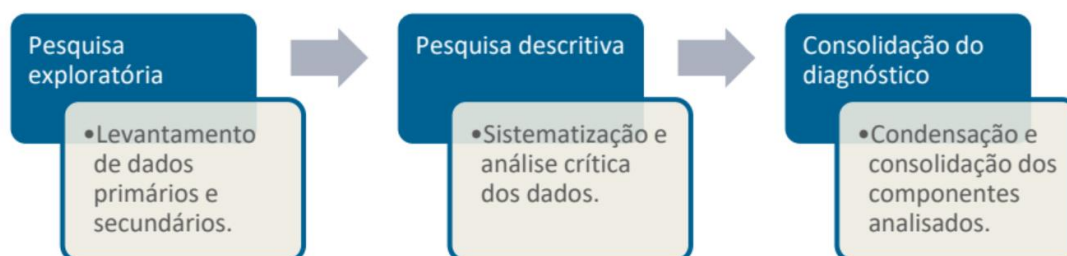 Pesquisa
exploratória
•Levantamento
de dados
primários e
secundários.
Pesquisa descritiva
•Sistematização e
análise crítica
dos dados.
Consolidação do
diagnóstico
•Condensação e
consolidação dos
componentes
analisados.